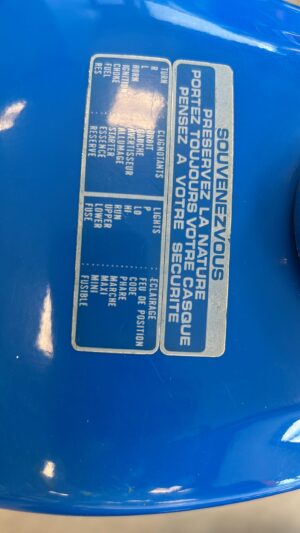 SOUVENEZVOUS
PRESERVEZ LA NATURE
PORTEZ TOUJOURS VOTRE CASQUE
PENSEZ A VOTRE SECURITE
TURN CLIGNOTANTS
R DROIT
L GAUCHE
HORN AVERTISSEUR
IGNITION ALLUMAGE
CHOKE STARTER
FUEL ESSENCE
RES RESERVE
LIGHTS ECLAIRAGE
P FEU DE POSITION
LO CODE
HI PHARE
RUN MARCHE
UPPER MAXI
LOWER MINI
FUSE FUSIBLE